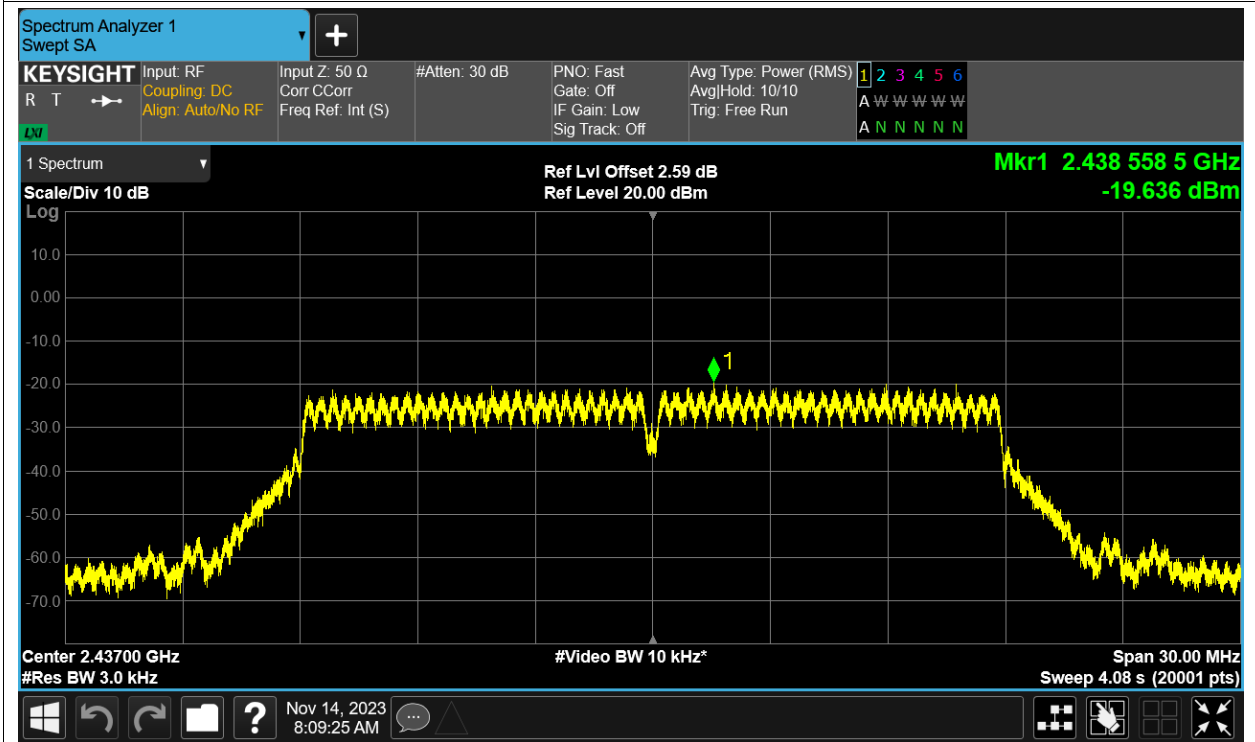 Spectrum Analyzer 1
Swept SA
+
KEYSIGHT
R T
LXI
Input: RF
Coupling: DC
Align: Auto/No RF
Input Z: 50 Ω
Corr CCorr
Freq Ref: Int (S)
#Atten: 30 dB
PNO: Fast
Gate: Off
IF Gain: Low
Sig Track: Off
Avg Type: Power (RMS)
Avg|Hold: 10/10
Trig: Free Run
1 2 3 4 5 6
A W W W W W
A N N N N N
1 Spectrum
Scale/Div 10 dB
Ref Lvl Offset 2.59 dB
Ref Level 20.00 dBm
Mkr1 2.438 558 5 GHz
-19.636 dBm
Log
10.0
0.00
-10.0
-20.0
-30.0
-40.0
-50.0
-60.0
-70.0
1
Center 2.43700 GHz
#Res BW 3.0 kHz
#Video BW 10 kHz*
Span 30.00 MHz
Sweep 4.08 s (20001 pts)
?
Nov 14, 2023
8:09:25 AM